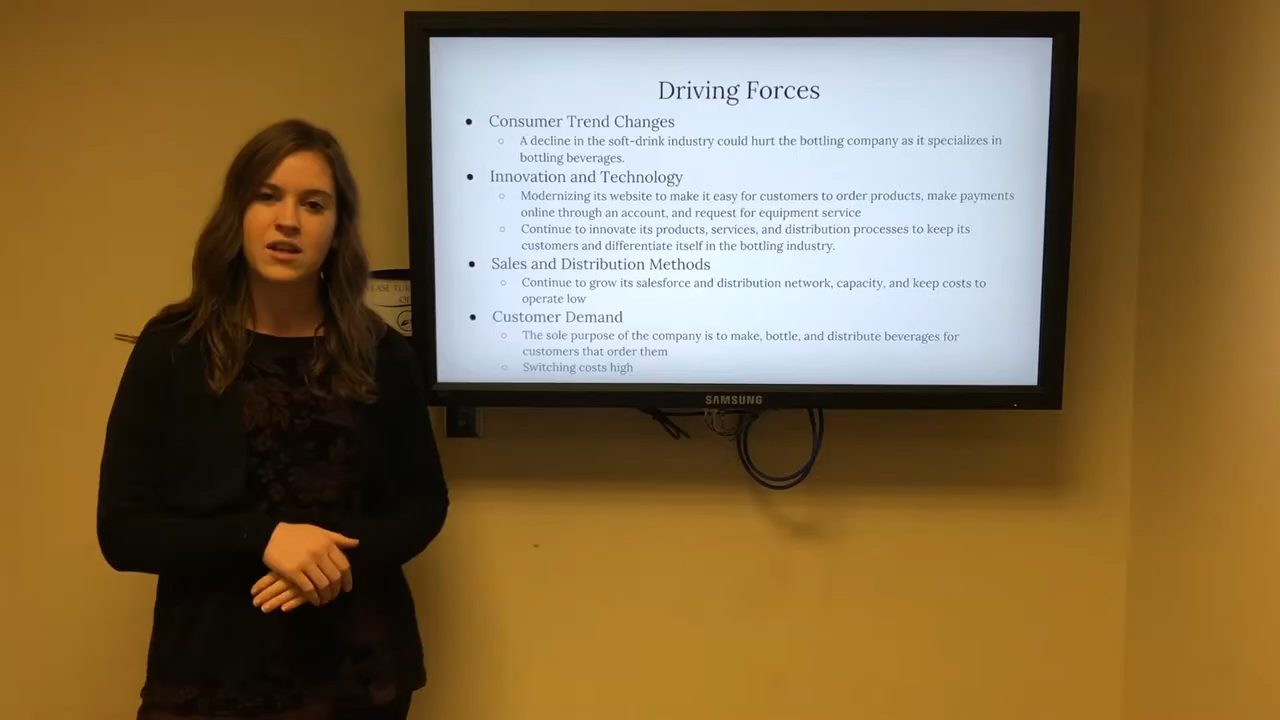 Driving Forces
● Consumer Trend Changes
○ A decline in the soft-drink industry could hurt the bottling company as it specializes in
bottling beverages.
● Innovation and Technology
○ Modernizing its website to make it easy for customers to order products, make payments
online through an account, and request for equipment service
○ Continue to innovate its products, services, and distribution processes to keep its
customers and differentiate itself in the bottling industry.
● Sales and Distribution Methods
○ Continue to grow its salesforce and distribution network, capacity, and keep costs to
operate low
● Customer Demand
○ The sole purpose of the company is to make, bottle, and distribute beverages for
customers that order them
○ Switching costs high
SAMSUNG